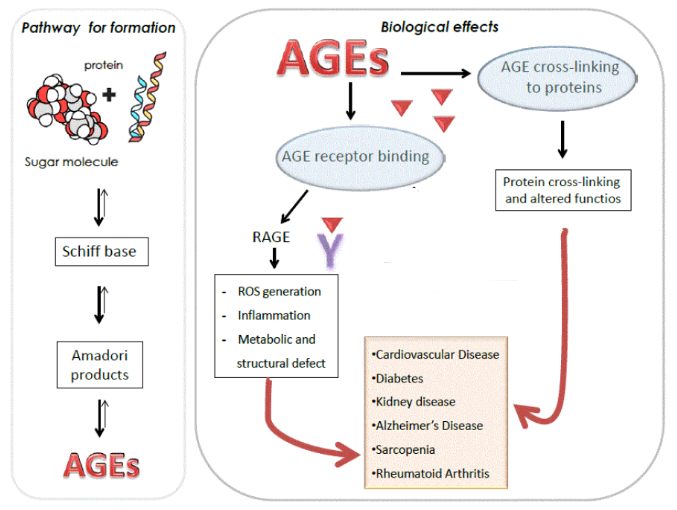 Pathway for formation
protein
Sugar molecule
Schiff base
Amadori
products
AGEs
Biological effects
AGEs
AGE cross-linking
to proteins
AGE receptor binding
Protein cross-linking
and altered functios
RAGE
- ROS generation
- Inflammation
- Metabolic and
structural defect
•Cardiovascular Disease
•Diabetes
•Kidney disease
•Alzheimer's Disease
•Sarcopenia
•Rheumatoid Arthritis